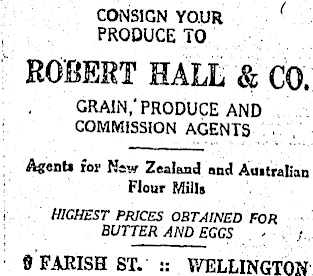 CONSIGN YOUR
PRODUCE TO
ROBERT HALL & CO.
GRAIN, PRODUCE AND
COMMISSION AGENTS
Agents for New Zealand and Australian
Flour Mills
HIGHEST PRICES OBTAINED FOR
BUTTER AND EGGS
9 FARISH ST. :: WELLINGTON